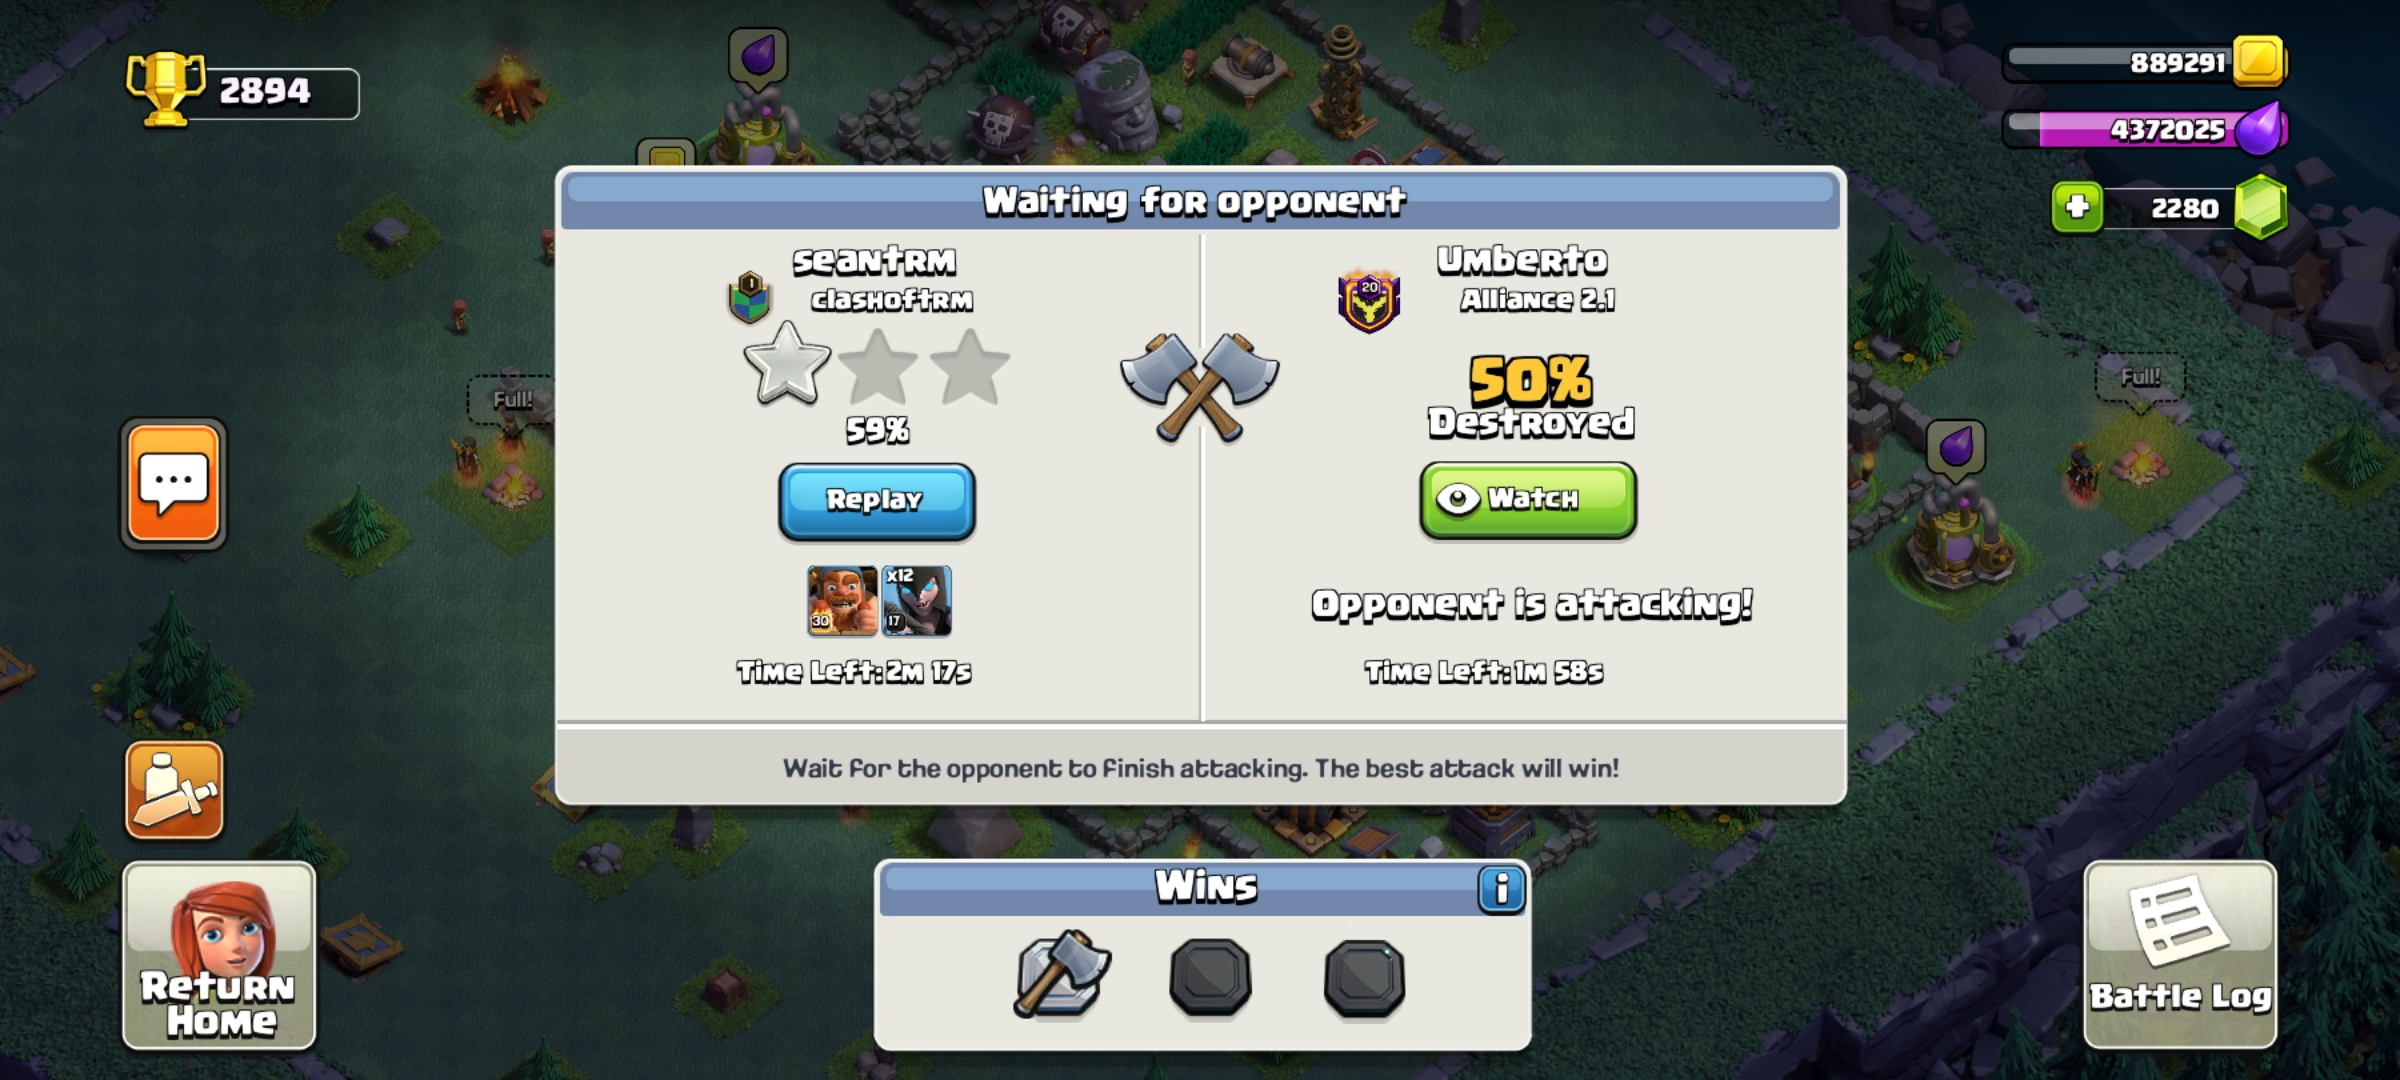 2894
889291
4372025
2280
Waiting for opponent
seantrm
1
clashoftrm
59%
Replay
x12
30
17
Time Left: 2m 17s
Umberto
20
Alliance 2.1
50%
Destroyed
Watch
Opponent is attacking!
Time Left: 1m 58s
Wait for the opponent to finish attacking. The best attack will win!
Full!
Full!
Wins
i
Return
Home
Battle Log